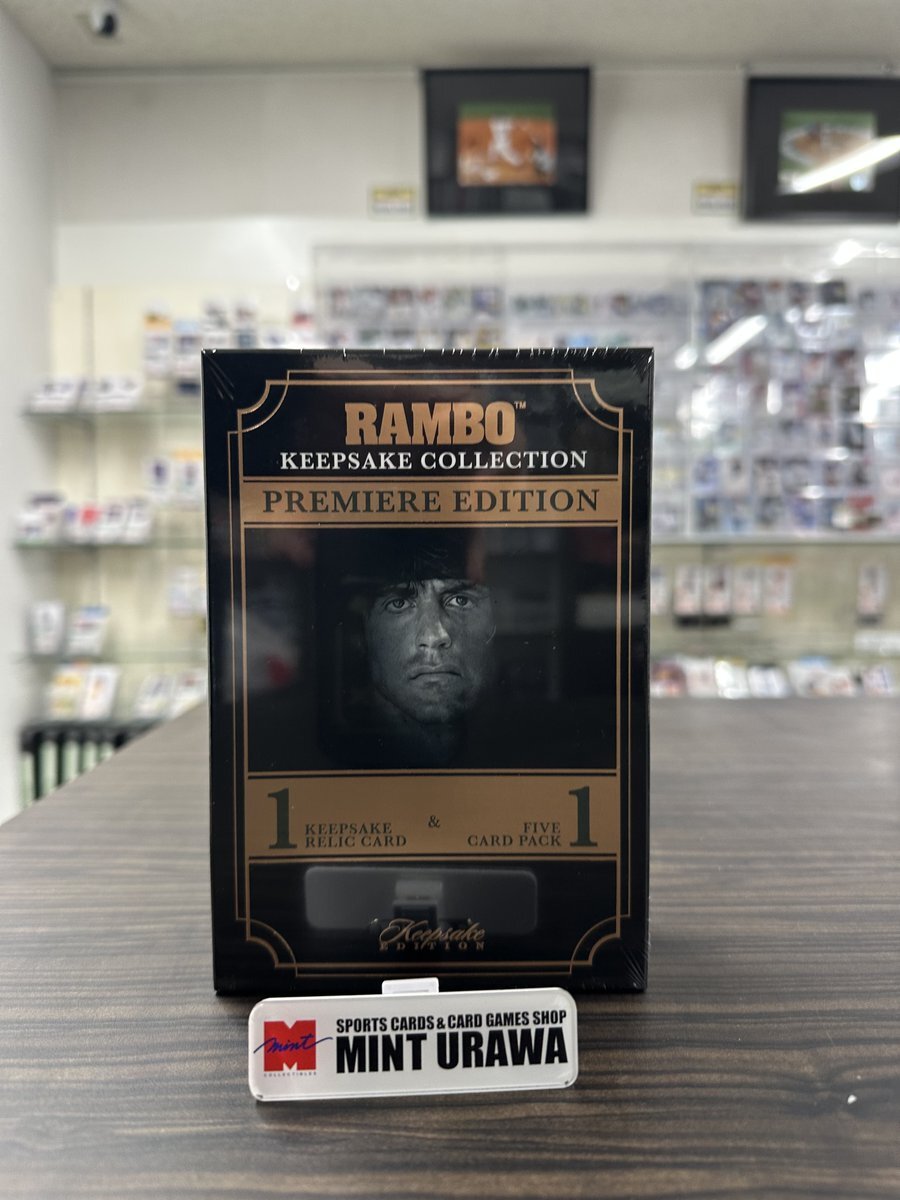 RAMBO™
KEEPSAKE COLLECTION
PREMIERE EDITION
1 KEEPSAKE RELIC CARD
&
FIVE CARD PACK 1
Keepsake
EDITION
mint
COLLECTIBLES
SPORTS CARDS & CARD GAMES SHOP
MINT URAWA